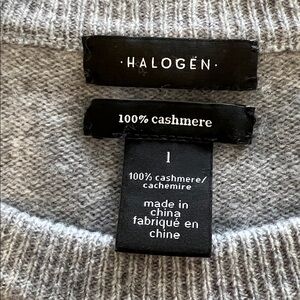 ·HALOGEN·
100% cashmere
1
100% cashmere/
cachemire
made in
china
fabriqué en
chine